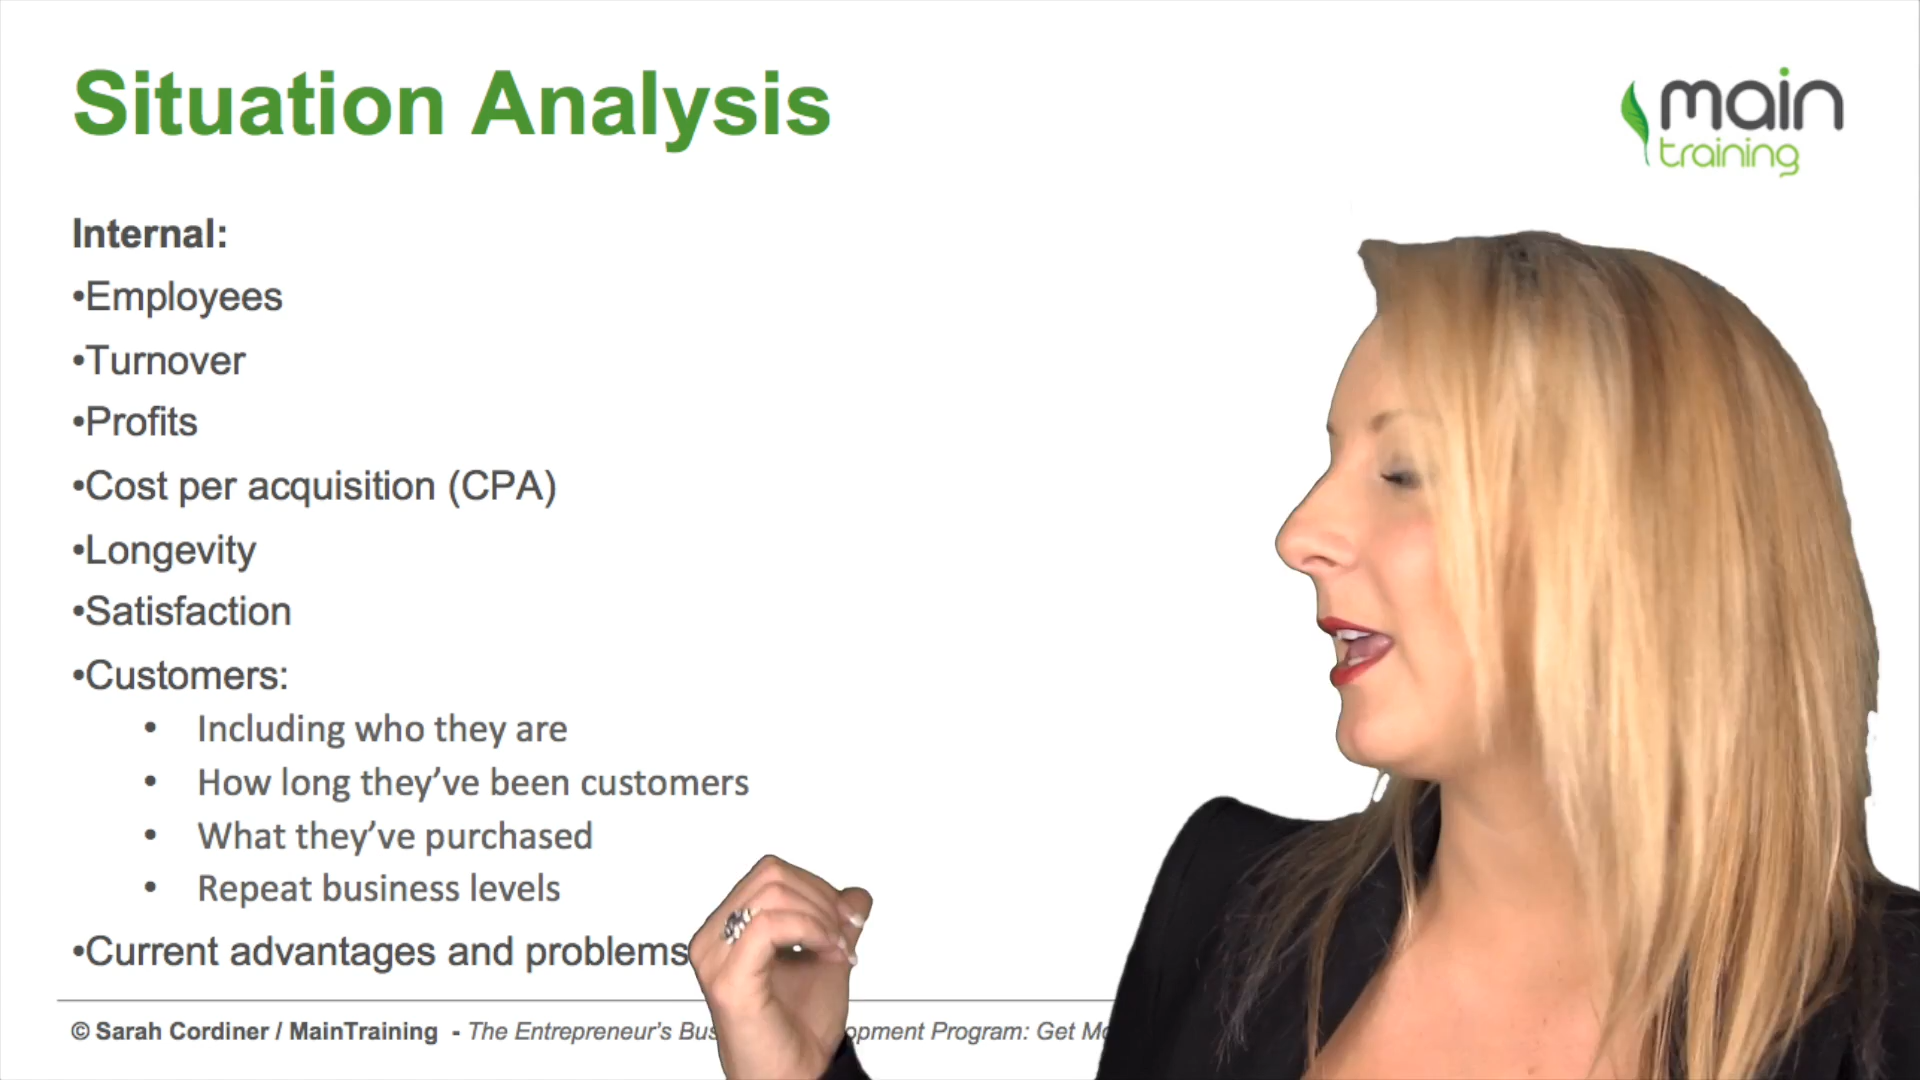 Situation Analysis
main
training
Internal:
•Employees
•Turnover
•Profits
•Cost per acquisition (CPA)
•Longevity
•Satisfaction
•Customers:
• Including who they are
• How long they’ve been customers
• What they’ve purchased
• Repeat business levels
•Current advantages and problems
© Sarah Cordiner / MainTraining - The Entrepreneur’s Program: Get